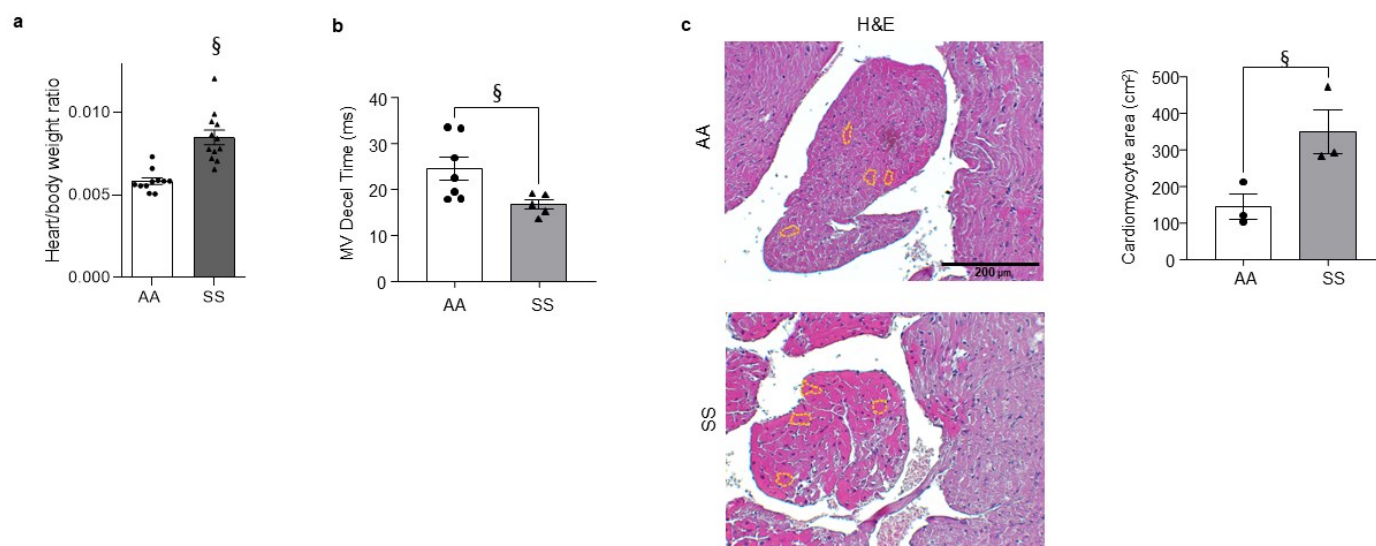 a
§
Heart/body weight ratio
0.010
0.005
0.000
AA
SS
b
§
MV Decel Time (ms)
40
30
20
10
0
AA
SS
c
H&E
AA
200 µm
SS
§
Cardiomyocyte area (cm²)
500
400
300
200
100
0
AA
SS